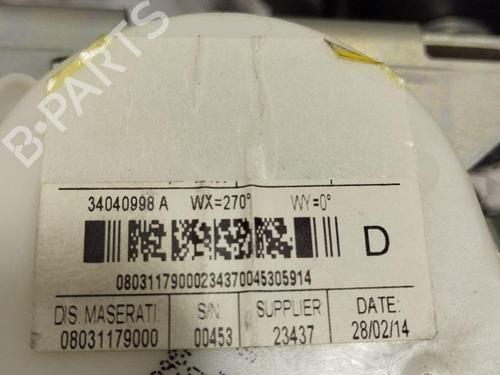 B-PARTS
34040998 A WX=270° WY=0°
D
08031179000234370045305914
DIS. MASERATI: S/N: SUPPLIER DATE:
08031179000 00453 23437 28/02/14